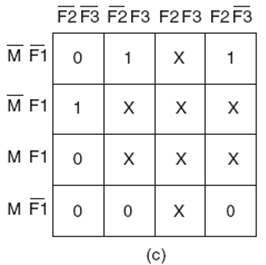 F̅2̅ F̅3̅ F̅2̅ F3 F2 F3 F2 F̅3̅
M̅ F̅1̅ 0 1 X 1
M̅ F1 1 X X X
M F1 0 X X X
M F̅1̅ 0 0 X 0
(c)